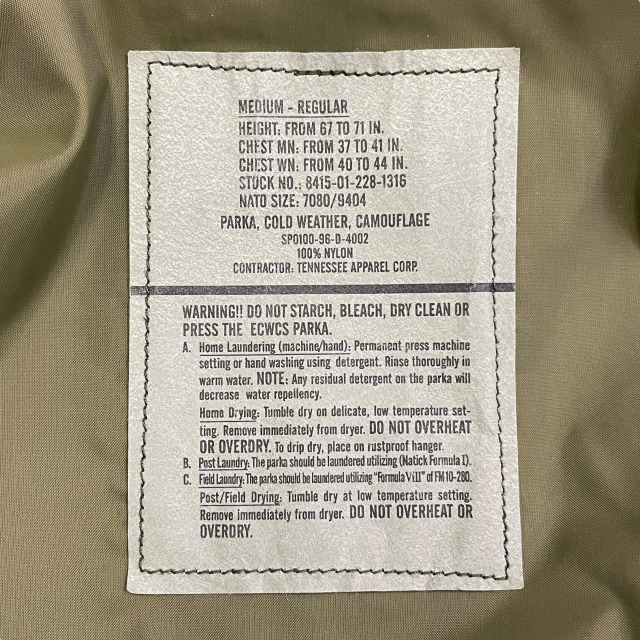 MEDIUM - REGULAR
HEIGHT: FROM 67 TO 71 IN.
CHEST MN: FROM 37 TO 41 IN.
CHEST WN: FROM 40 TO 44 IN.
STOCK NO.: 8415-01-228-1316
NATO SIZE: 7080/9404
PARKA, COLD WEATHER, CAMOUFLAGE
SPO100-96-D-4002
100% NYLON
CONTRACTOR: TENNESSEE APPAREL CORP.
WARNING!! DO NOT STARCH, BLEACH, DRY CLEAN OR
PRESS THE ECWCS PARKA.
A. Home Laundering (machine/hand): Permanent press machine
setting or hand washing using detergent. Rinse thoroughly in
warm water. NOTE: Any residual detergent on the parka will
decrease water repellency.
Home Drying: Tumble dry on delicate, low temperature set-
ting. Remove immediately from dryer. DO NOT OVERHEAT
OR OVERDRY. To drip dry, place on rustproof hanger.
B. Post Laundry: The parka should be laundered utilizing (Natick Formula I).
C. Field Laundry: The parka should be laundered utilizing "Formula VIII" of FM 10-280.
Post/Field Drying: Tumble dry at low temperature setting.
Remove immediately from dryer. DO NOT OVERHEAT OR
OVERDRY.